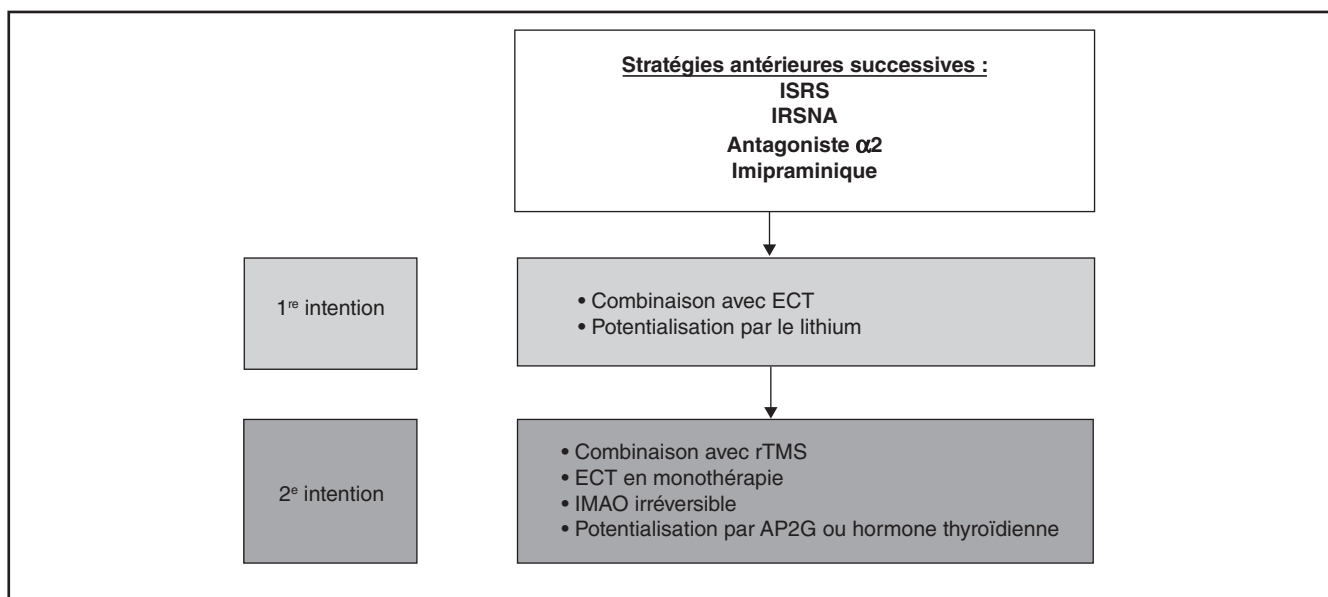 Stratégies antérieures successives :
ISRS
IRSNA
Antagoniste α2
Imipraminique
1re intention
• Combinaison avec ECT
• Potentialisation par le lithium
2e intention
• Combinaison avec rTMS
• ECT en monothérapie
• IMAO irréversible
• Potentialisation par AP2G ou hormone thyroïdienne